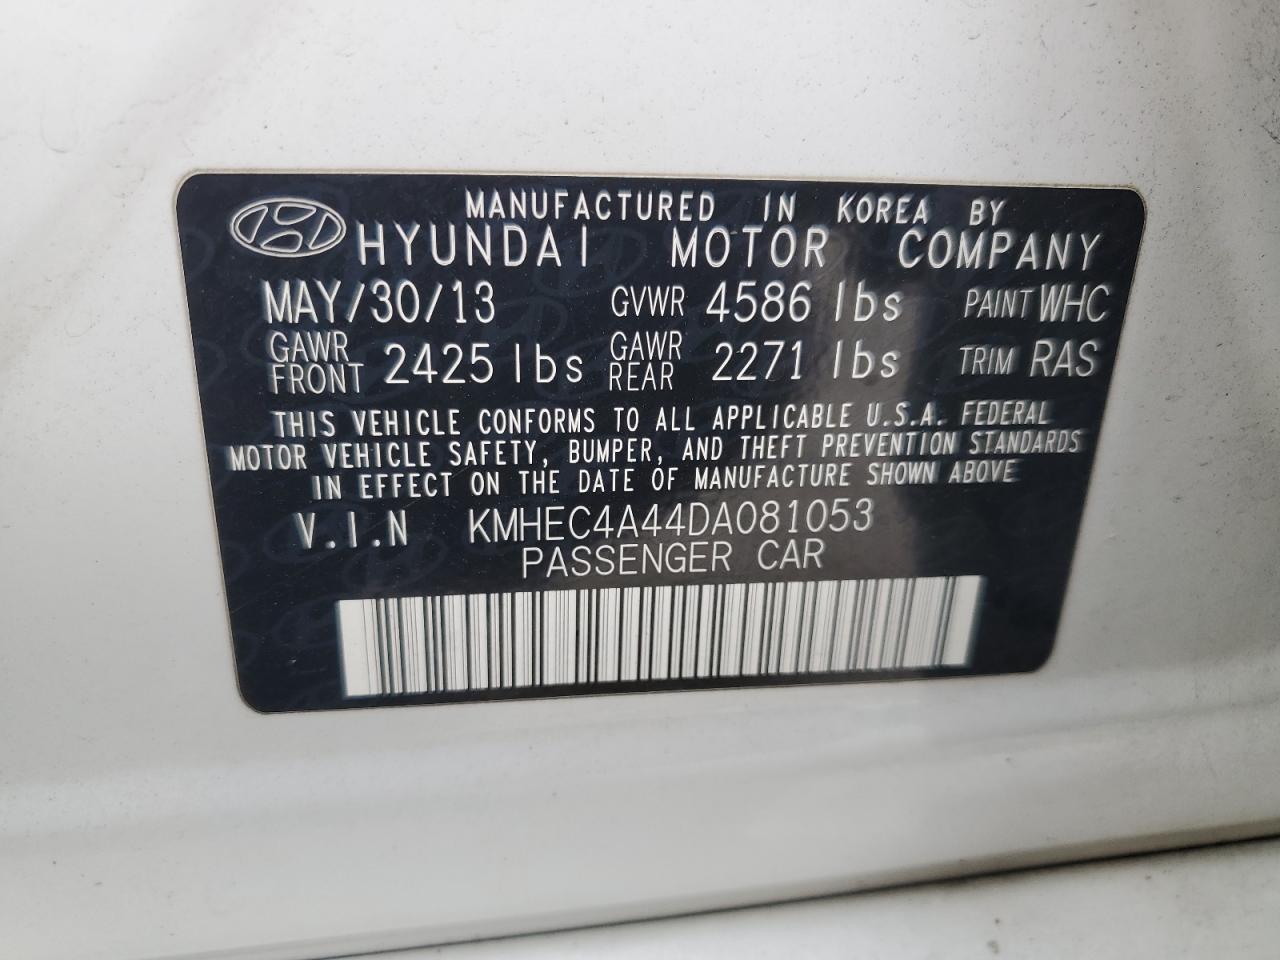 MANUFACTURED IN KOREA BY
HYUNDAI MOTOR COMPANY
MAY/30/13 GVWR 4586 lbs PAINT WHC
GAWR FRONT 2425 lbs GAWR REAR 2271 lbs TRIM RAS
THIS VEHICLE CONFORMS TO ALL APPLICABLE U.S.A. FEDERAL
MOTOR VEHICLE SAFETY, BUMPER, AND THEFT PREVENTION STANDARDS
IN EFFECT ON THE DATE OF MANUFACTURE SHOWN ABOVE
V.I.N KMHEC4A44DA081053
PASSENGER CAR